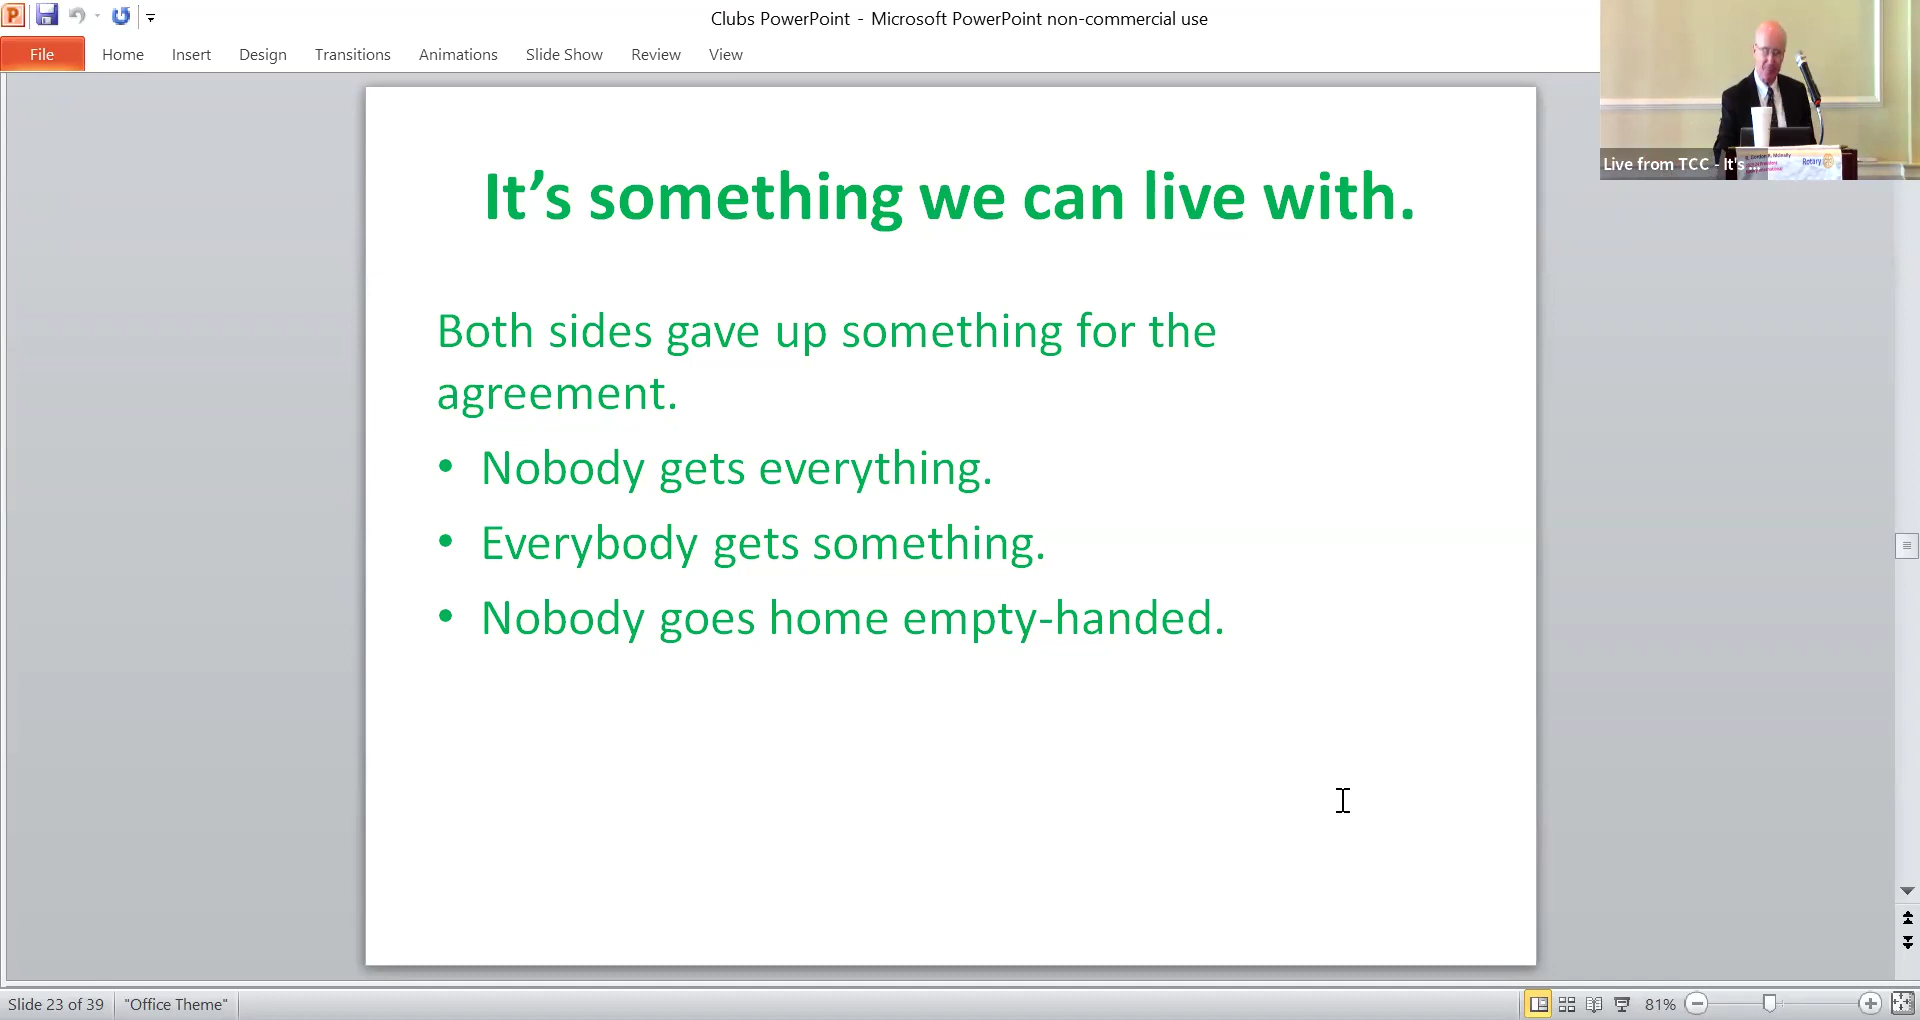 Clubs PowerPoint - Microsoft PowerPoint non-commercial use
File Home Insert Design Transitions Animations Slide Show Review View
It's something we can live with.
Both sides gave up something for the
agreement.
• Nobody gets everything.
• Everybody gets something.
• Nobody goes home empty-handed.
Live from TCC - It's ...
Rotary
Slide 23 of 39 "Office Theme" 81%